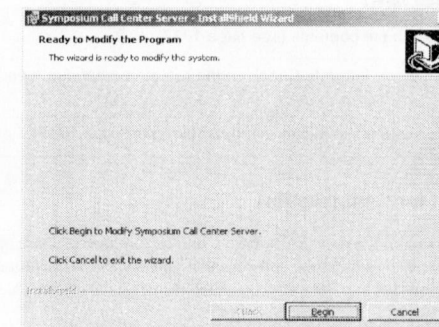 Symposium Call Center Server - InstallShield Wizard
Ready to Modify the Program
The wizard is ready to modify the system.
Click Begin to Modify Symposium Call Center Server.
Click Cancel to exit the wizard.
InstallShield
< Back
Begin
Cancel